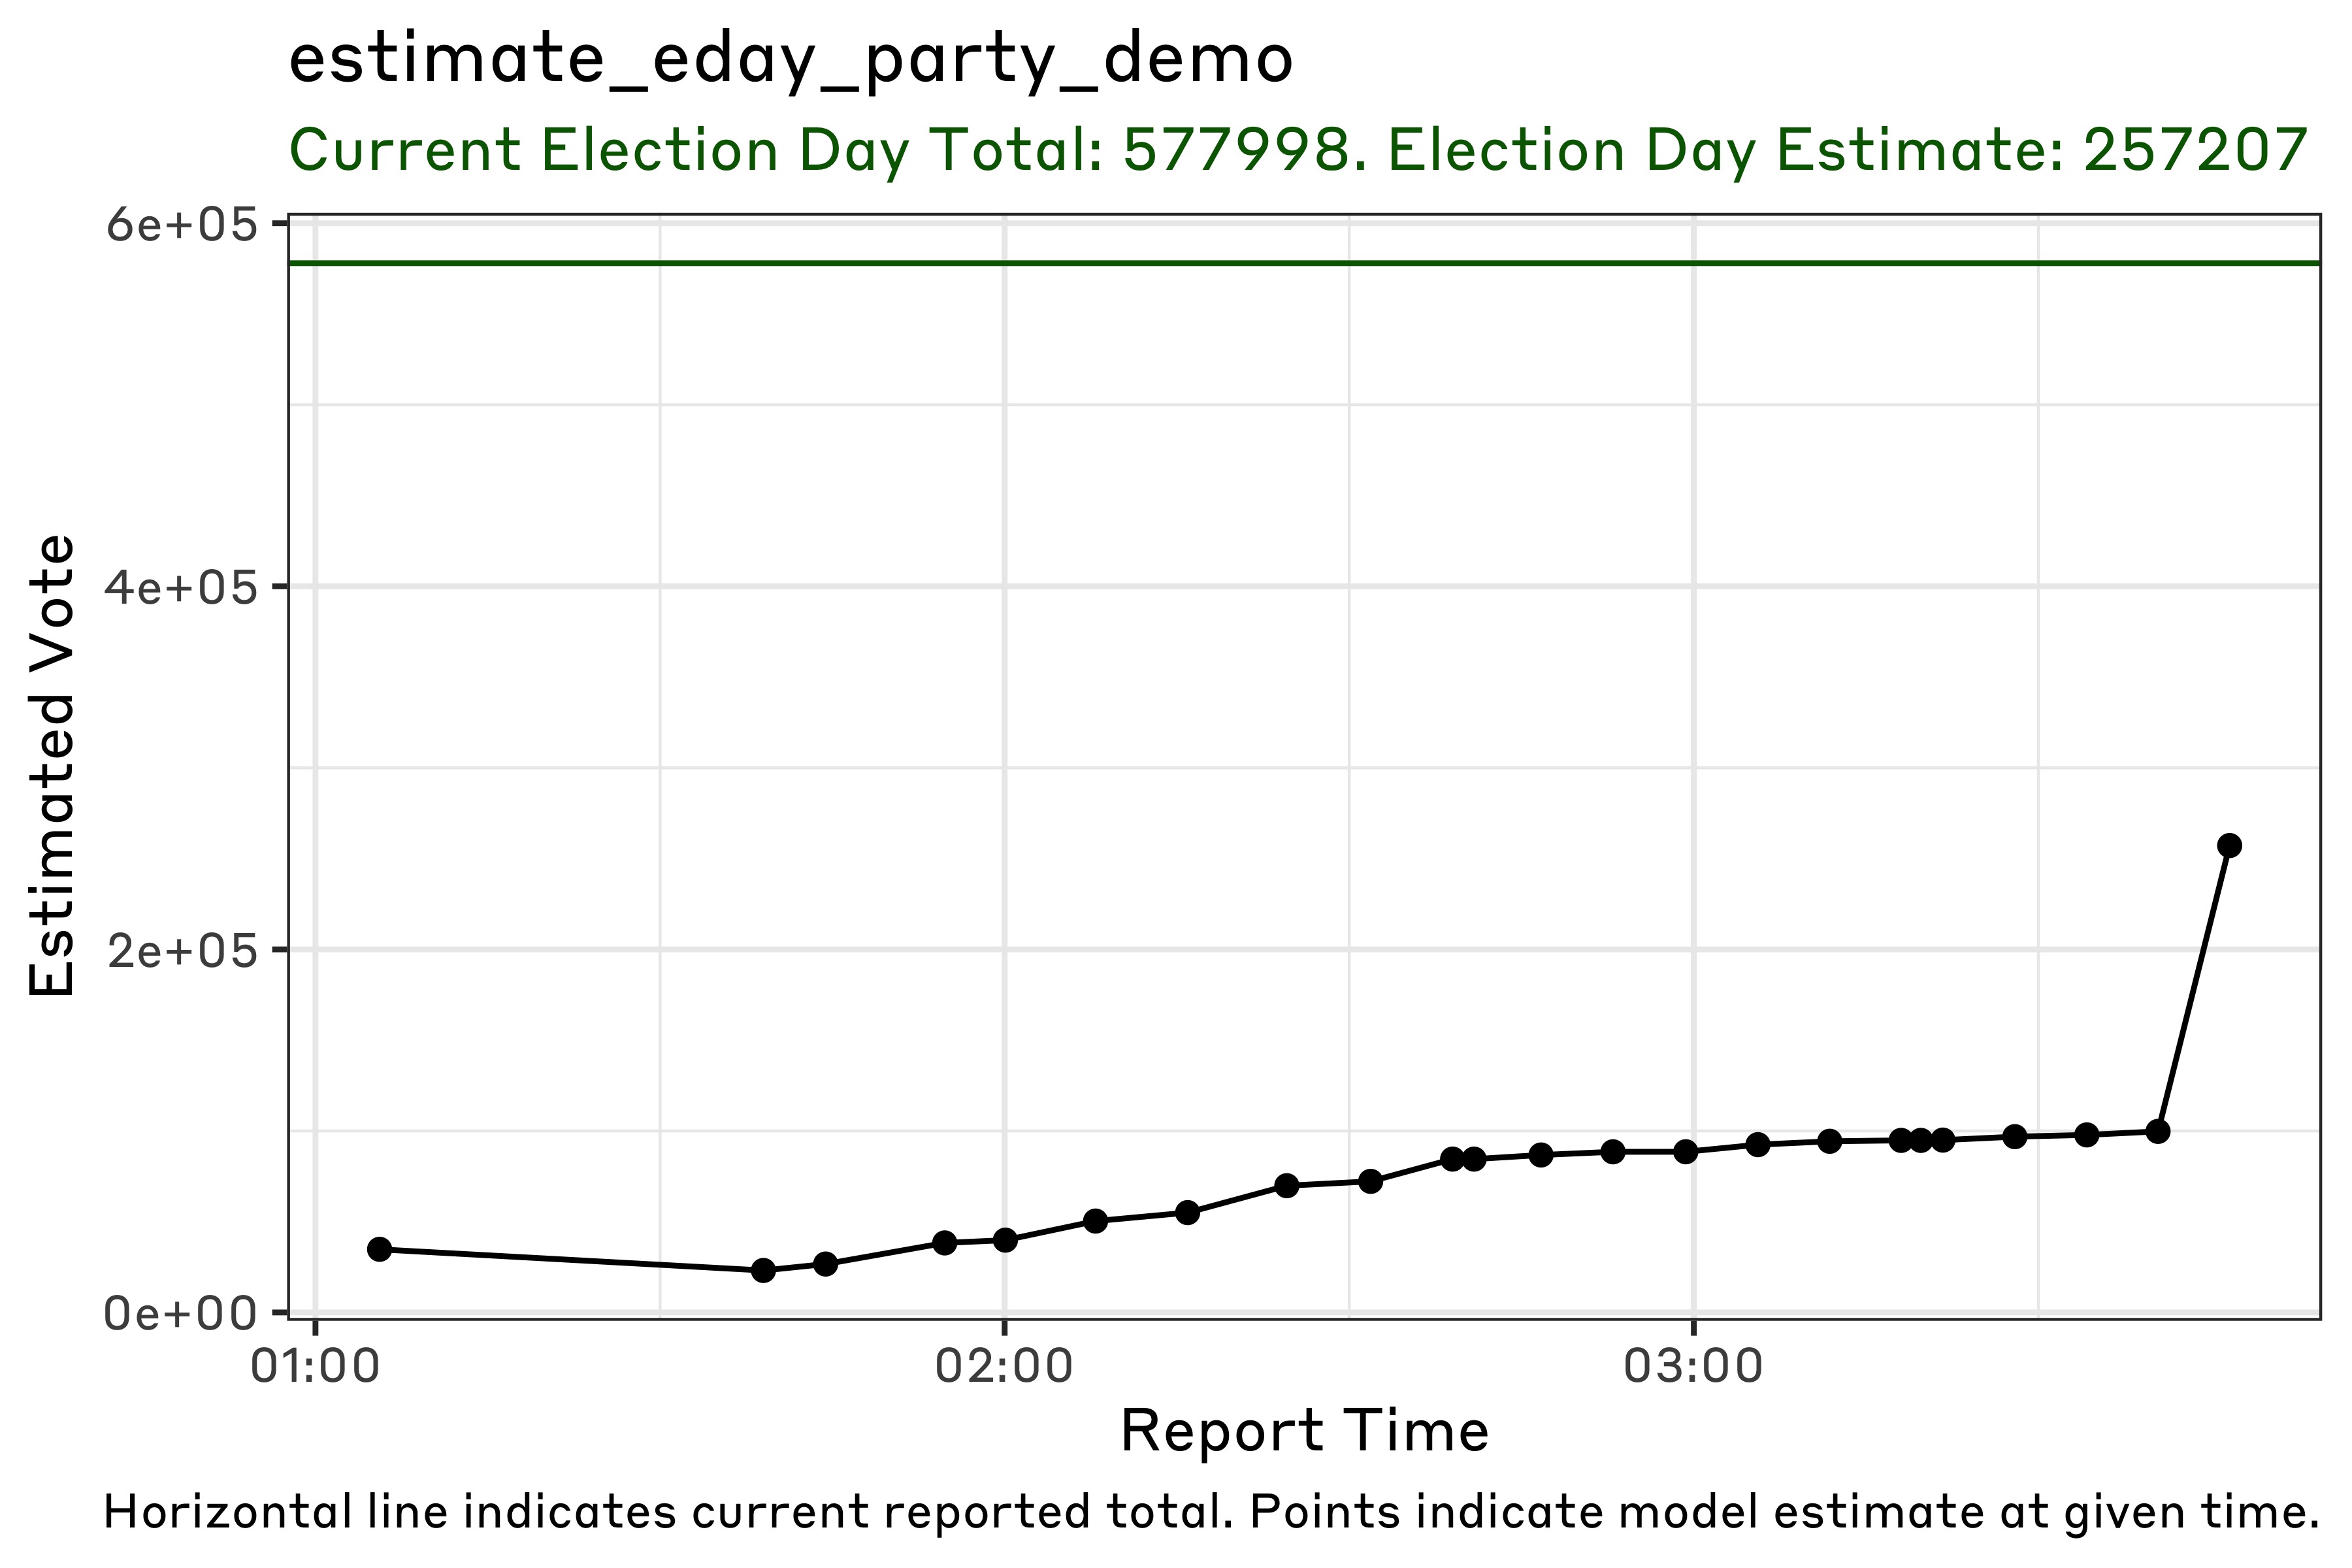 estimate_eday_party_demo
Current Election Day Total: 577998. Election Day Estimate: 257207
6e+05
4e+05
2e+05
0e+00
Estimated Vote
01:00 02:00 03:00
Report Time
Horizontal line indicates current reported total. Points indicate model estimate at given time.